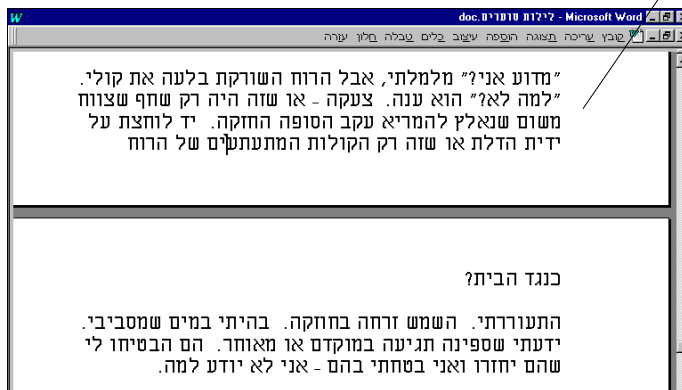 Microsoft Word - לילות סוערים.doc
קובץ עריכה תצוגה הוספה עיצוב כלים טבלה חלון עזרה
"מדוע אני?" מלמלתי, אבל הרוח השורקת בלעה את קולי.
"למה לא?" הוא ענה. צעקה - או שזה היה רק שחף שצווח
משום שנאלץ להמריא עקב הסופה החזקה. יד לוחצת על
ידית הדלת או שזה רק הקולות המתעתעים של הרוח
כנגד הבית?
התעוררתי. השמש זרחה בחוזקה. בהיתי במים שמסביבי.
ידעתי שספינה תגיעה במוקדם או מאוחר. הם הבטיחו לי
שהם יחזרו ואני בטחתי בהם - אני לא יודע למה.